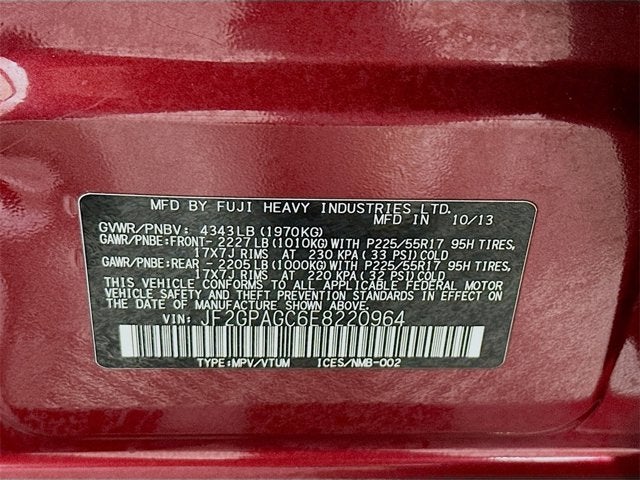 MFD BY FUJI HEAVY INDUSTRIES LTD.
MFD IN 10/13
GVWR/PNBV: 4343LB (1970KG)
GAWR/PNBE:FRONT-2227LB (1010KG) WITH P225/55R17 95H TIRES,
17X7J RIMS AT 230 KPA (33 PSI) COLD
GAWR/PNBE:REAR -2205LB (1000KG) WITH P225/55R17 95H TIRES,
17X7J RIMS AT 220 KPA (32 PSI) COLD
THIS VEHICLE CONFORMS TO ALL APPLICABLE FEDERAL MOTOR
VEHICLE SAFETY AND THEFT PREVENTION STANDARDS IN EFFECT ON THE
DATE OF MANUFACTURE SHOWN ABOVE.
VIN: JF2GPAGC6E8220964
TYPE:MPV/VTUM ICES/NMB-002